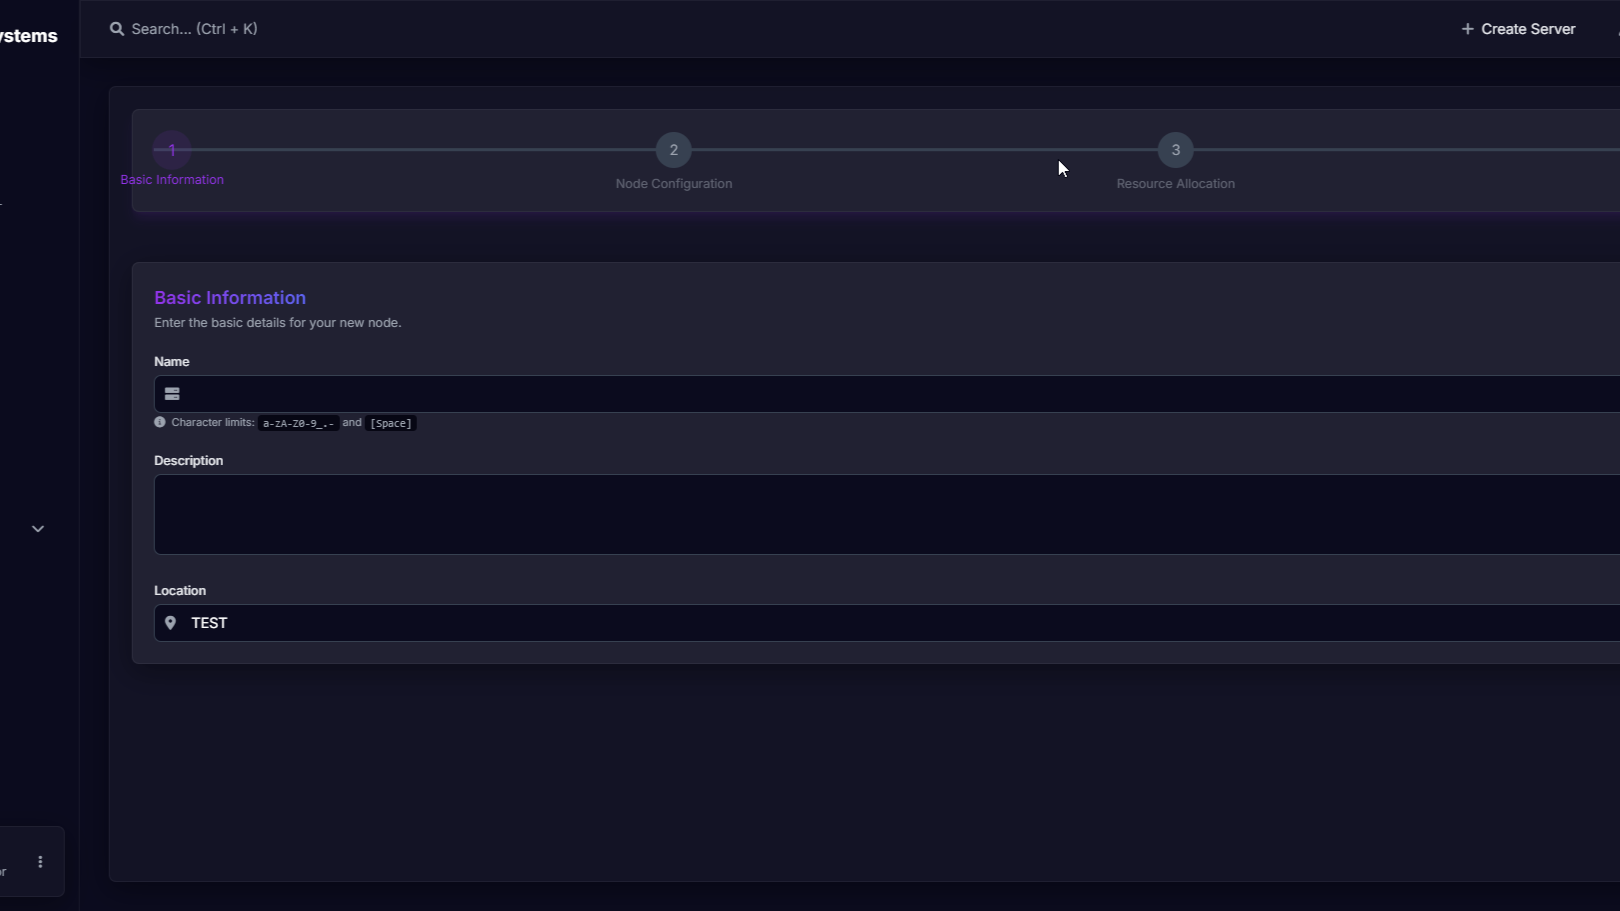 ystems
Search... (Ctrl + K)
Create Server
1
2
3
Basic Information
Node Configuration
Resource Allocation
Basic Information
Enter the basic details for your new node.
Name
Character limits: a-zA-Z0-9_.- and [Space]
Description
Location
TEST
or